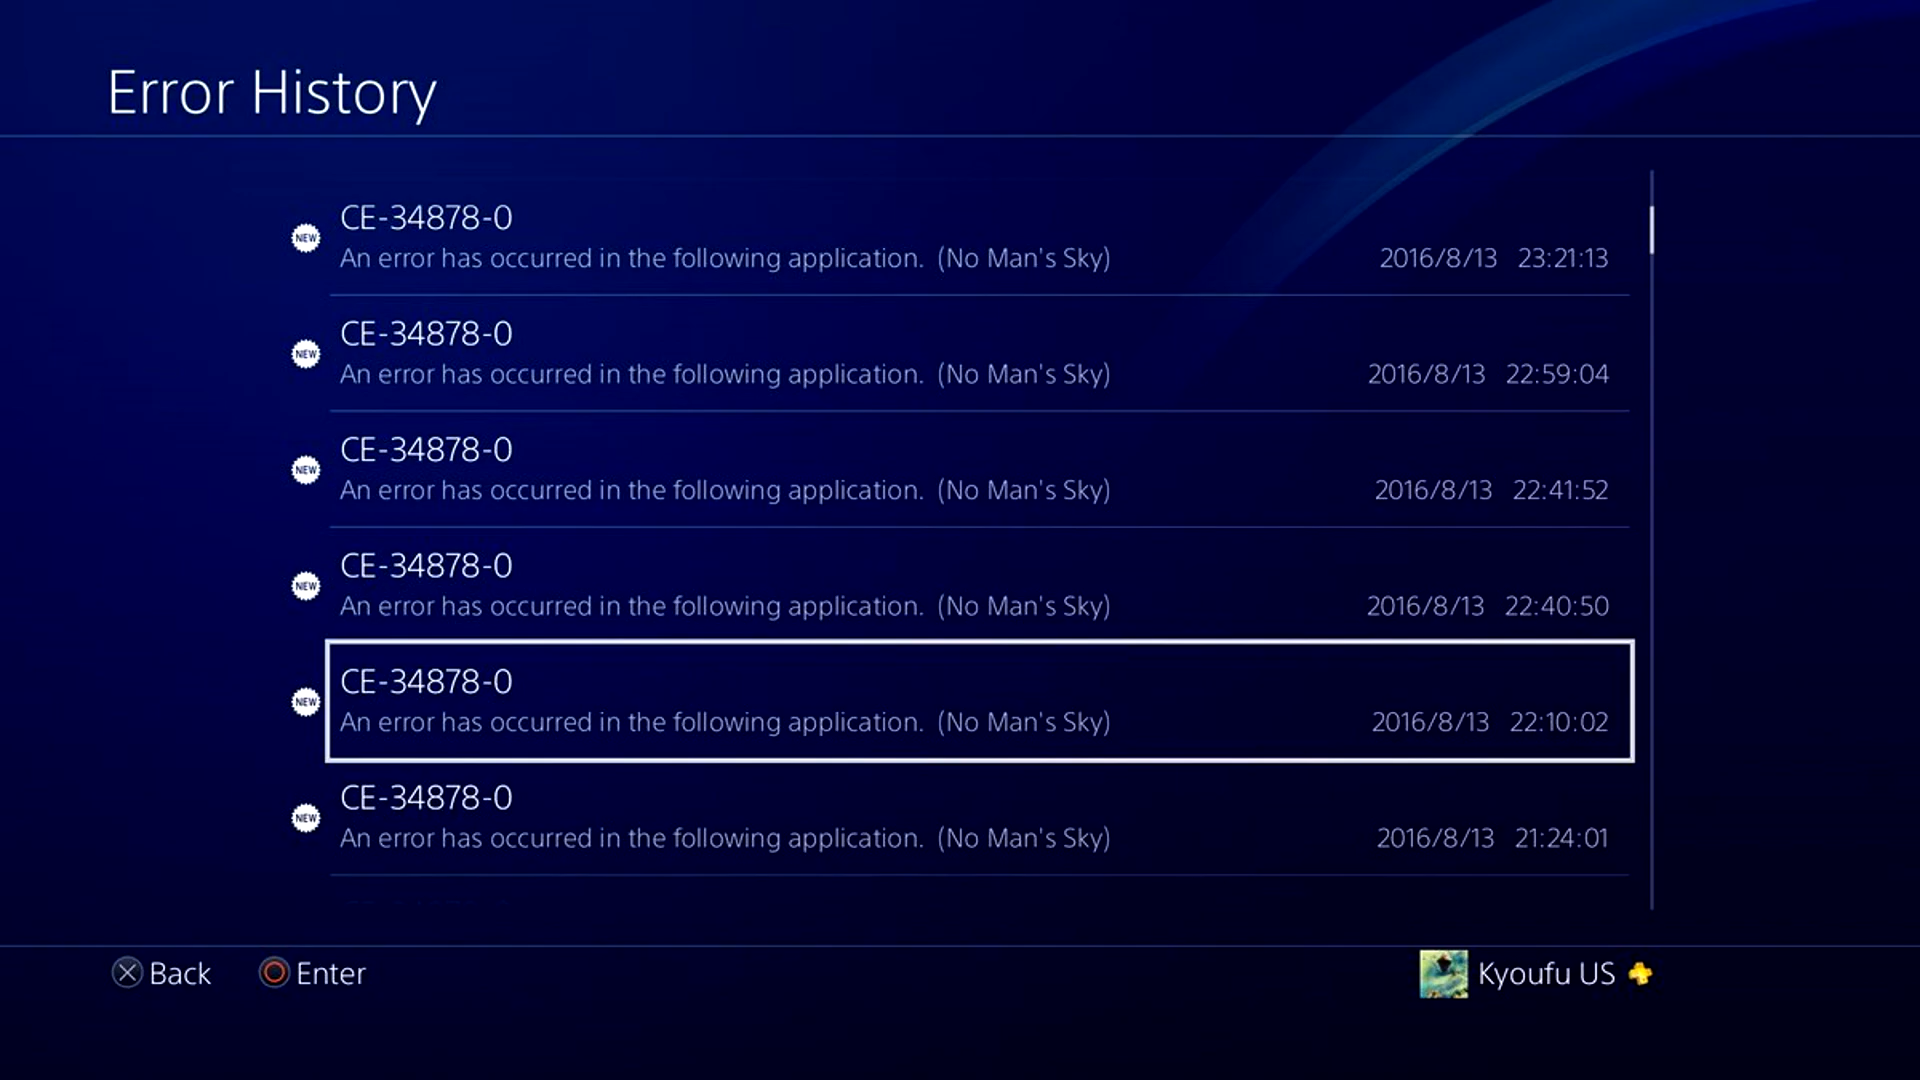 Error History
NEW
CE-34878-0
An error has occurred in the following application. (No Man's Sky)
2016/8/13 23:21:13
NEW
CE-34878-0
An error has occurred in the following application. (No Man's Sky)
2016/8/13 22:59:04
NEW
CE-34878-0
An error has occurred in the following application. (No Man's Sky)
2016/8/13 22:41:52
NEW
CE-34878-0
An error has occurred in the following application. (No Man's Sky)
2016/8/13 22:40:50
NEW
CE-34878-0
An error has occurred in the following application. (No Man's Sky)
2016/8/13 22:10:02
NEW
CE-34878-0
An error has occurred in the following application. (No Man's Sky)
2016/8/13 21:24:01
Back
Enter
Kyoufu US